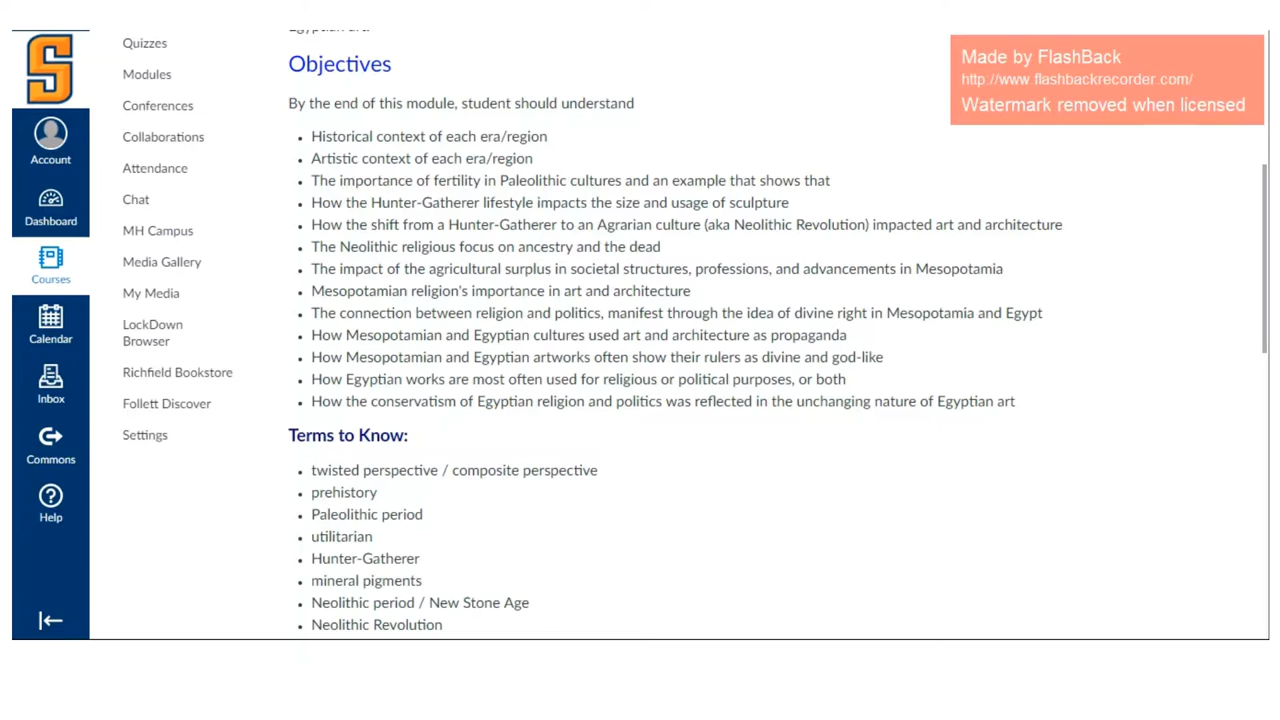 Egyptian art.
Quizzes
Modules
Conferences
Collaborations
Attendance
Chat
MH Campus
Media Gallery
My Media
LockDown
Browser
Richfield Bookstore
Follett Discover
Settings
S
Account
Dashboard
Courses
Calendar
Inbox
Commons
Help
Objectives
By the end of this module, student should understand
• Historical context of each era/region
• Artistic context of each era/region
• The importance of fertility in Paleolithic cultures and an example that shows that
• How the Hunter-Gatherer lifestyle impacts the size and usage of sculpture
• How the shift from a Hunter-Gatherer to an Agrarian culture (aka Neolithic Revolution) impacted art and architecture
• The Neolithic religious focus on ancestry and the dead
• The impact of the agricultural surplus in societal structures, professions, and advancements in Mesopotamia
• Mesopotamian religion's importance in art and architecture
• The connection between religion and politics, manifest through the idea of divine right in Mesopotamia and Egypt
• How Mesopotamian and Egyptian cultures used art and architecture as propaganda
• How Mesopotamian and Egyptian artworks often show their rulers as divine and god-like
• How Egyptian works are most often used for religious or political purposes, or both
• How the conservatism of Egyptian religion and politics was reflected in the unchanging nature of Egyptian art
Terms to Know:
• twisted perspective / composite perspective
• prehistory
• Paleolithic period
• utilitarian
• Hunter-Gatherer
• mineral pigments
• Neolithic period / New Stone Age
• Neolithic Revolution
Made by FlashBack
http://www.flashbackrecorder.com/
Watermark removed when licensed